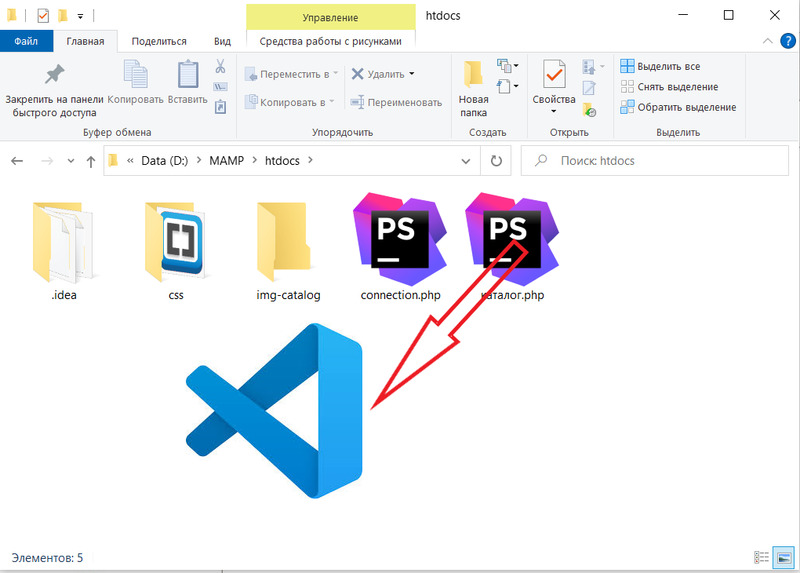 Управление
htdocs
Файл
Главная
Поделиться
Вид
Средства работы с рисунками
Закрепить на панели
быстрого доступа
Копировать
Вставить
Переместить в
Копировать в
Удалить
Переименовать
Новая
папка
Свойства
Выделить все
Снять выделение
Обратить выделение
Буфер обмена
Упорядочить
Создать
Открыть
Выделить
« Data (D:) > MAMP > htdocs >
Поиск: htdocs
PS
PS
.idea
css
img-catalog
connection.php
каталог.php
Элементов: 5